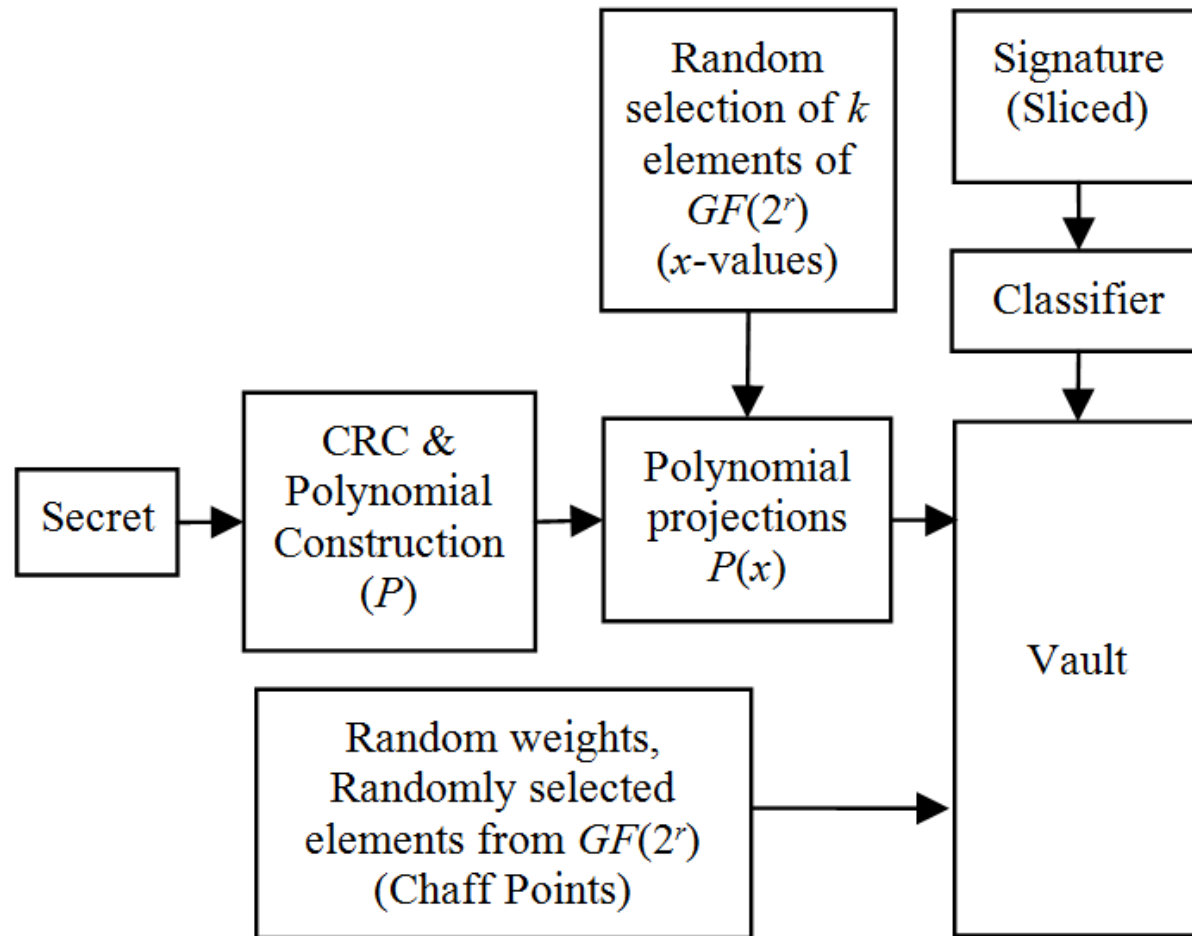 Random
selection of k
elements of
GF(2ʳ)
(x-values)
Signature
(Sliced)
Classifier
Secret
CRC &
Polynomial
Construction
(P)
Polynomial
projections
P(x)
Vault
Random weights,
Randomly selected
elements from GF(2ʳ)
(Chaff Points)